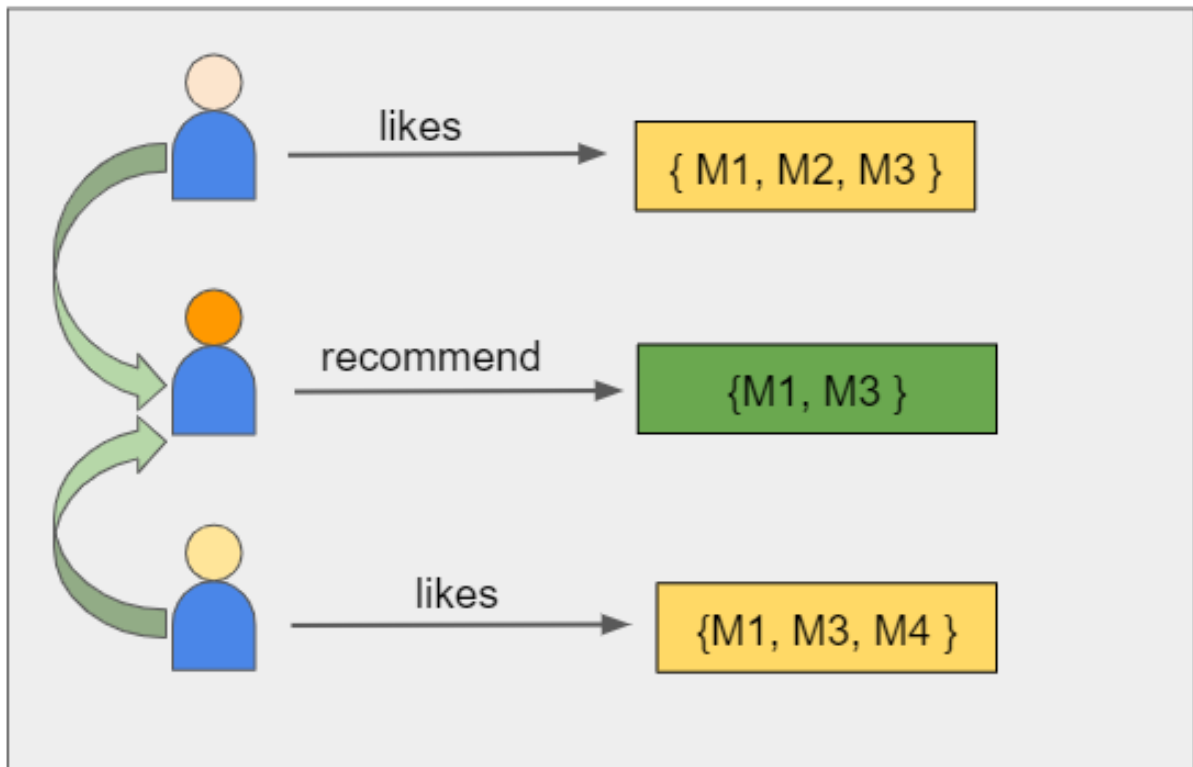 likes
{ M1, M2, M3 }
recommend
{M1, M3 }
likes
{M1, M3, M4 }